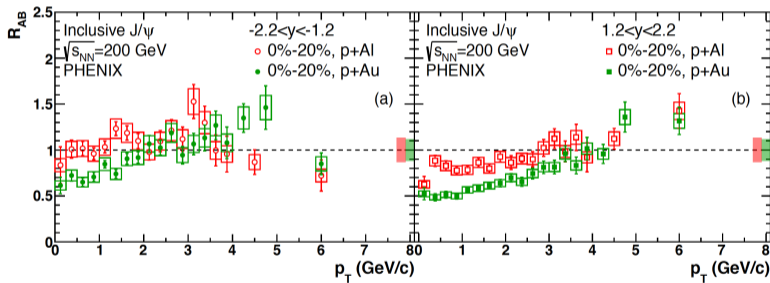 R_AB
2.5
2
1.5
1
0.5
0
Inclusive J/ψ
√s_NN=200 GeV
PHENIX
-2.2<y<-1.2
0%-20%, p+Al
0%-20%, p+Au
(a)
0 1 2 3 4 5 6 7 8
p_T (GeV/c)
Inclusive J/ψ
√s_NN=200 GeV
PHENIX
1.2<y<2.2
0%-20%, p+Al
0%-20%, p+Au
(b)
0 1 2 3 4 5 6 7 8
p_T (GeV/c)